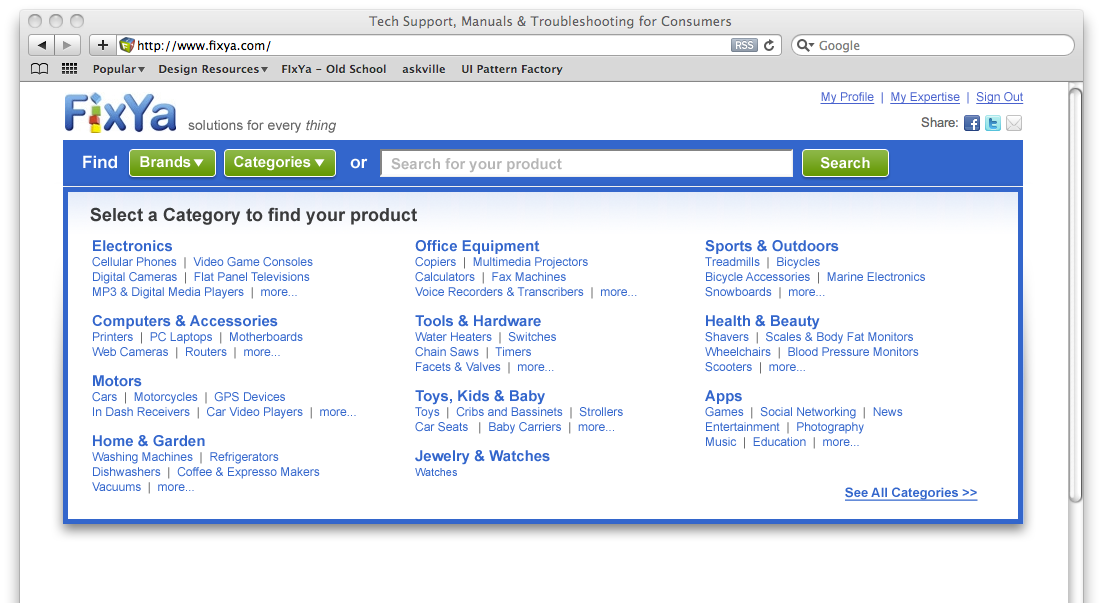 Tech Support, Manuals & Troubleshooting for Consumers
http://www.fixya.com/ RSS Google
Popular▾ Design Resources▾ FIxYa – Old School askville UI Pattern Factory
My Profile | My Expertise | Sign Out
FixYa solutions for every thing
Share:
Find Brands▼ Categories▼ or Search for your product Search
Select a Category to find your product
Electronics
Cellular Phones | Video Game Consoles
Digital Cameras | Flat Panel Televisions
MP3 & Digital Media Players | more...
Computers & Accessories
Printers | PC Laptops | Motherboards
Web Cameras | Routers | more...
Motors
Cars | Motorcycles | GPS Devices
In Dash Receivers | Car Video Players | more...
Home & Garden
Washing Machines | Refrigerators
Dishwashers | Coffee & Expresso Makers
Vacuums | more...
Office Equipment
Copiers | Multimedia Projectors
Calculators | Fax Machines
Voice Recorders & Transcribers | more...
Tools & Hardware
Water Heaters | Switches
Chain Saws | Timers
Facets & Valves | more...
Toys, Kids & Baby
Toys | Cribs and Bassinets | Strollers
Car Seats | Baby Carriers | more...
Jewelry & Watches
Watches
Sports & Outdoors
Treadmills | Bicycles
Bicycle Accessories | Marine Electronics
Snowboards | more...
Health & Beauty
Shavers | Scales & Body Fat Monitors
Wheelchairs | Blood Pressure Monitors
Scooters | more...
Apps
Games | Social Networking | News
Entertainment | Photography
Music | Education | more...
See All Categories >>